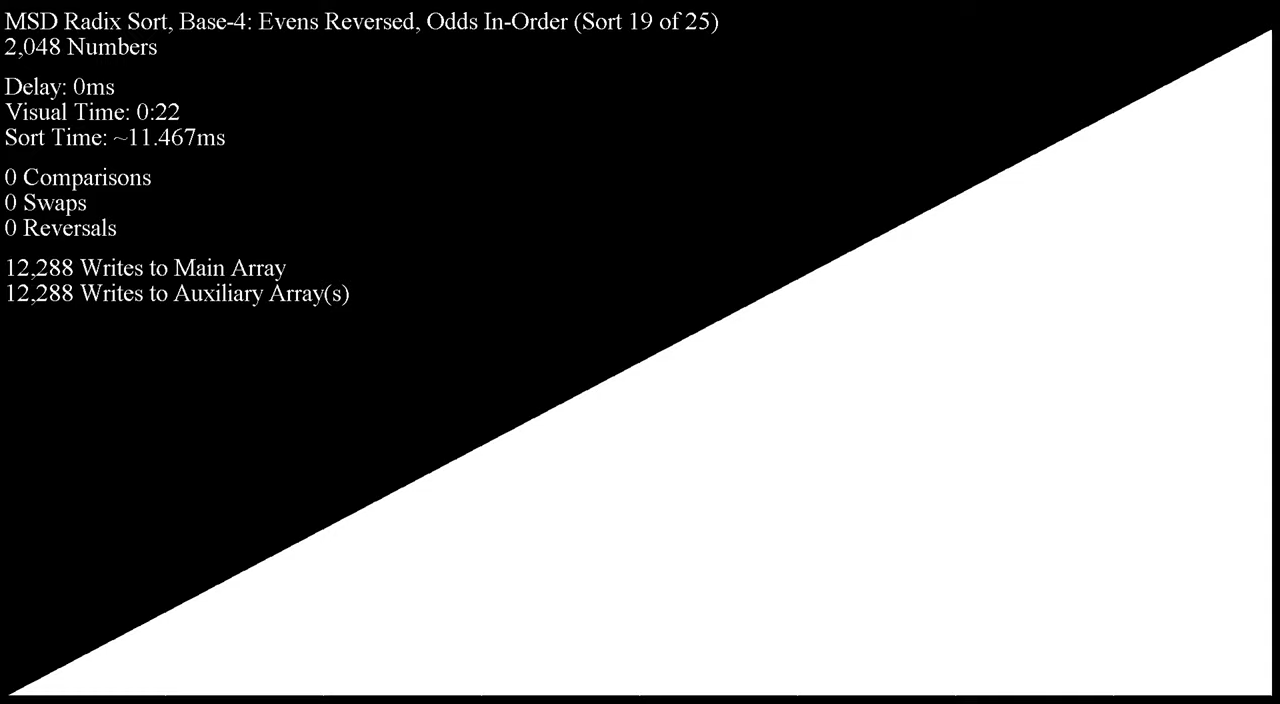 MSD Radix Sort, Base-4: Evens Reversed, Odds In-Order (Sort 19 of 25)
2,048 Numbers
Delay: 0ms
Visual Time: 0:22
Sort Time: ~11.467ms
0 Comparisons
0 Swaps
0 Reversals
12,288 Writes to Main Array
12,288 Writes to Auxiliary Array(s)